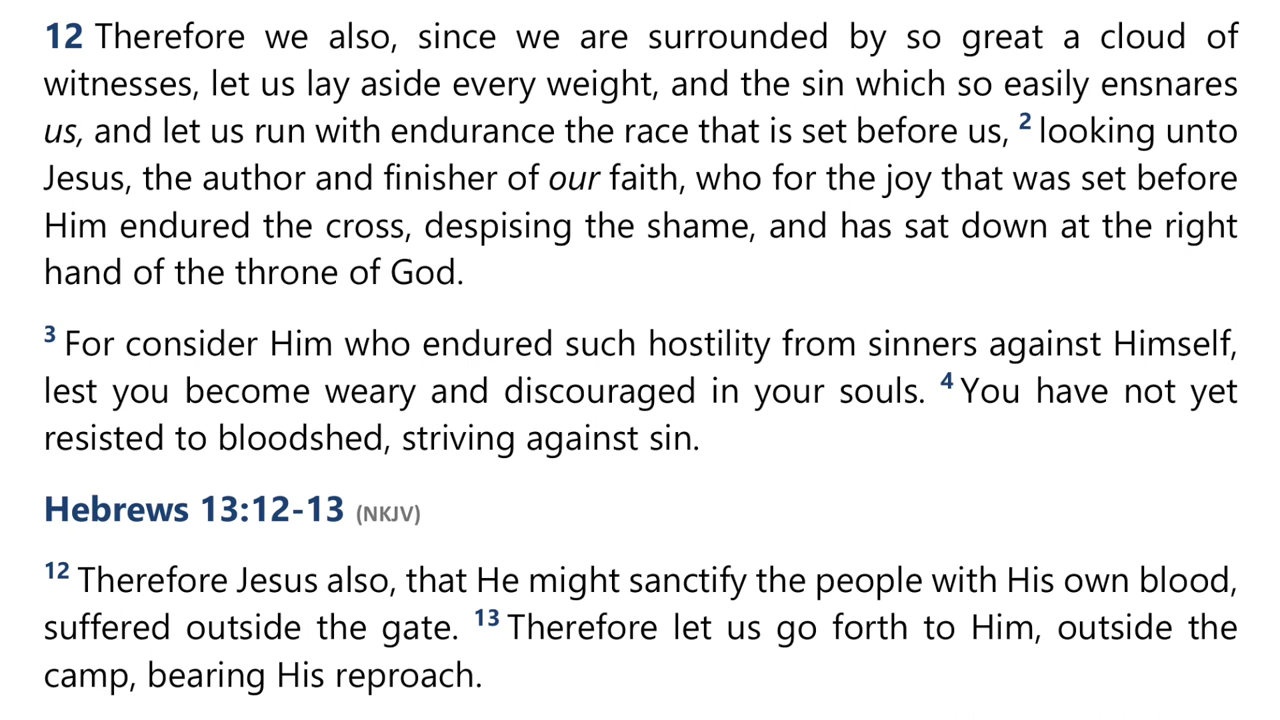 12 Therefore we also, since we are surrounded by so great a cloud of
witnesses, let us lay aside every weight, and the sin which so easily ensnares
us, and let us run with endurance the race that is set before us, 2 looking unto
Jesus, the author and finisher of our faith, who for the joy that was set before
Him endured the cross, despising the shame, and has sat down at the right
hand of the throne of God.
3 For consider Him who endured such hostility from sinners against Himself,
lest you become weary and discouraged in your souls. 4 You have not yet
resisted to bloodshed, striving against sin.
Hebrews 13:12-13 (NKJV)
12 Therefore Jesus also, that He might sanctify the people with His own blood,
suffered outside the gate. 13 Therefore let us go forth to Him, outside the
camp, bearing His reproach.